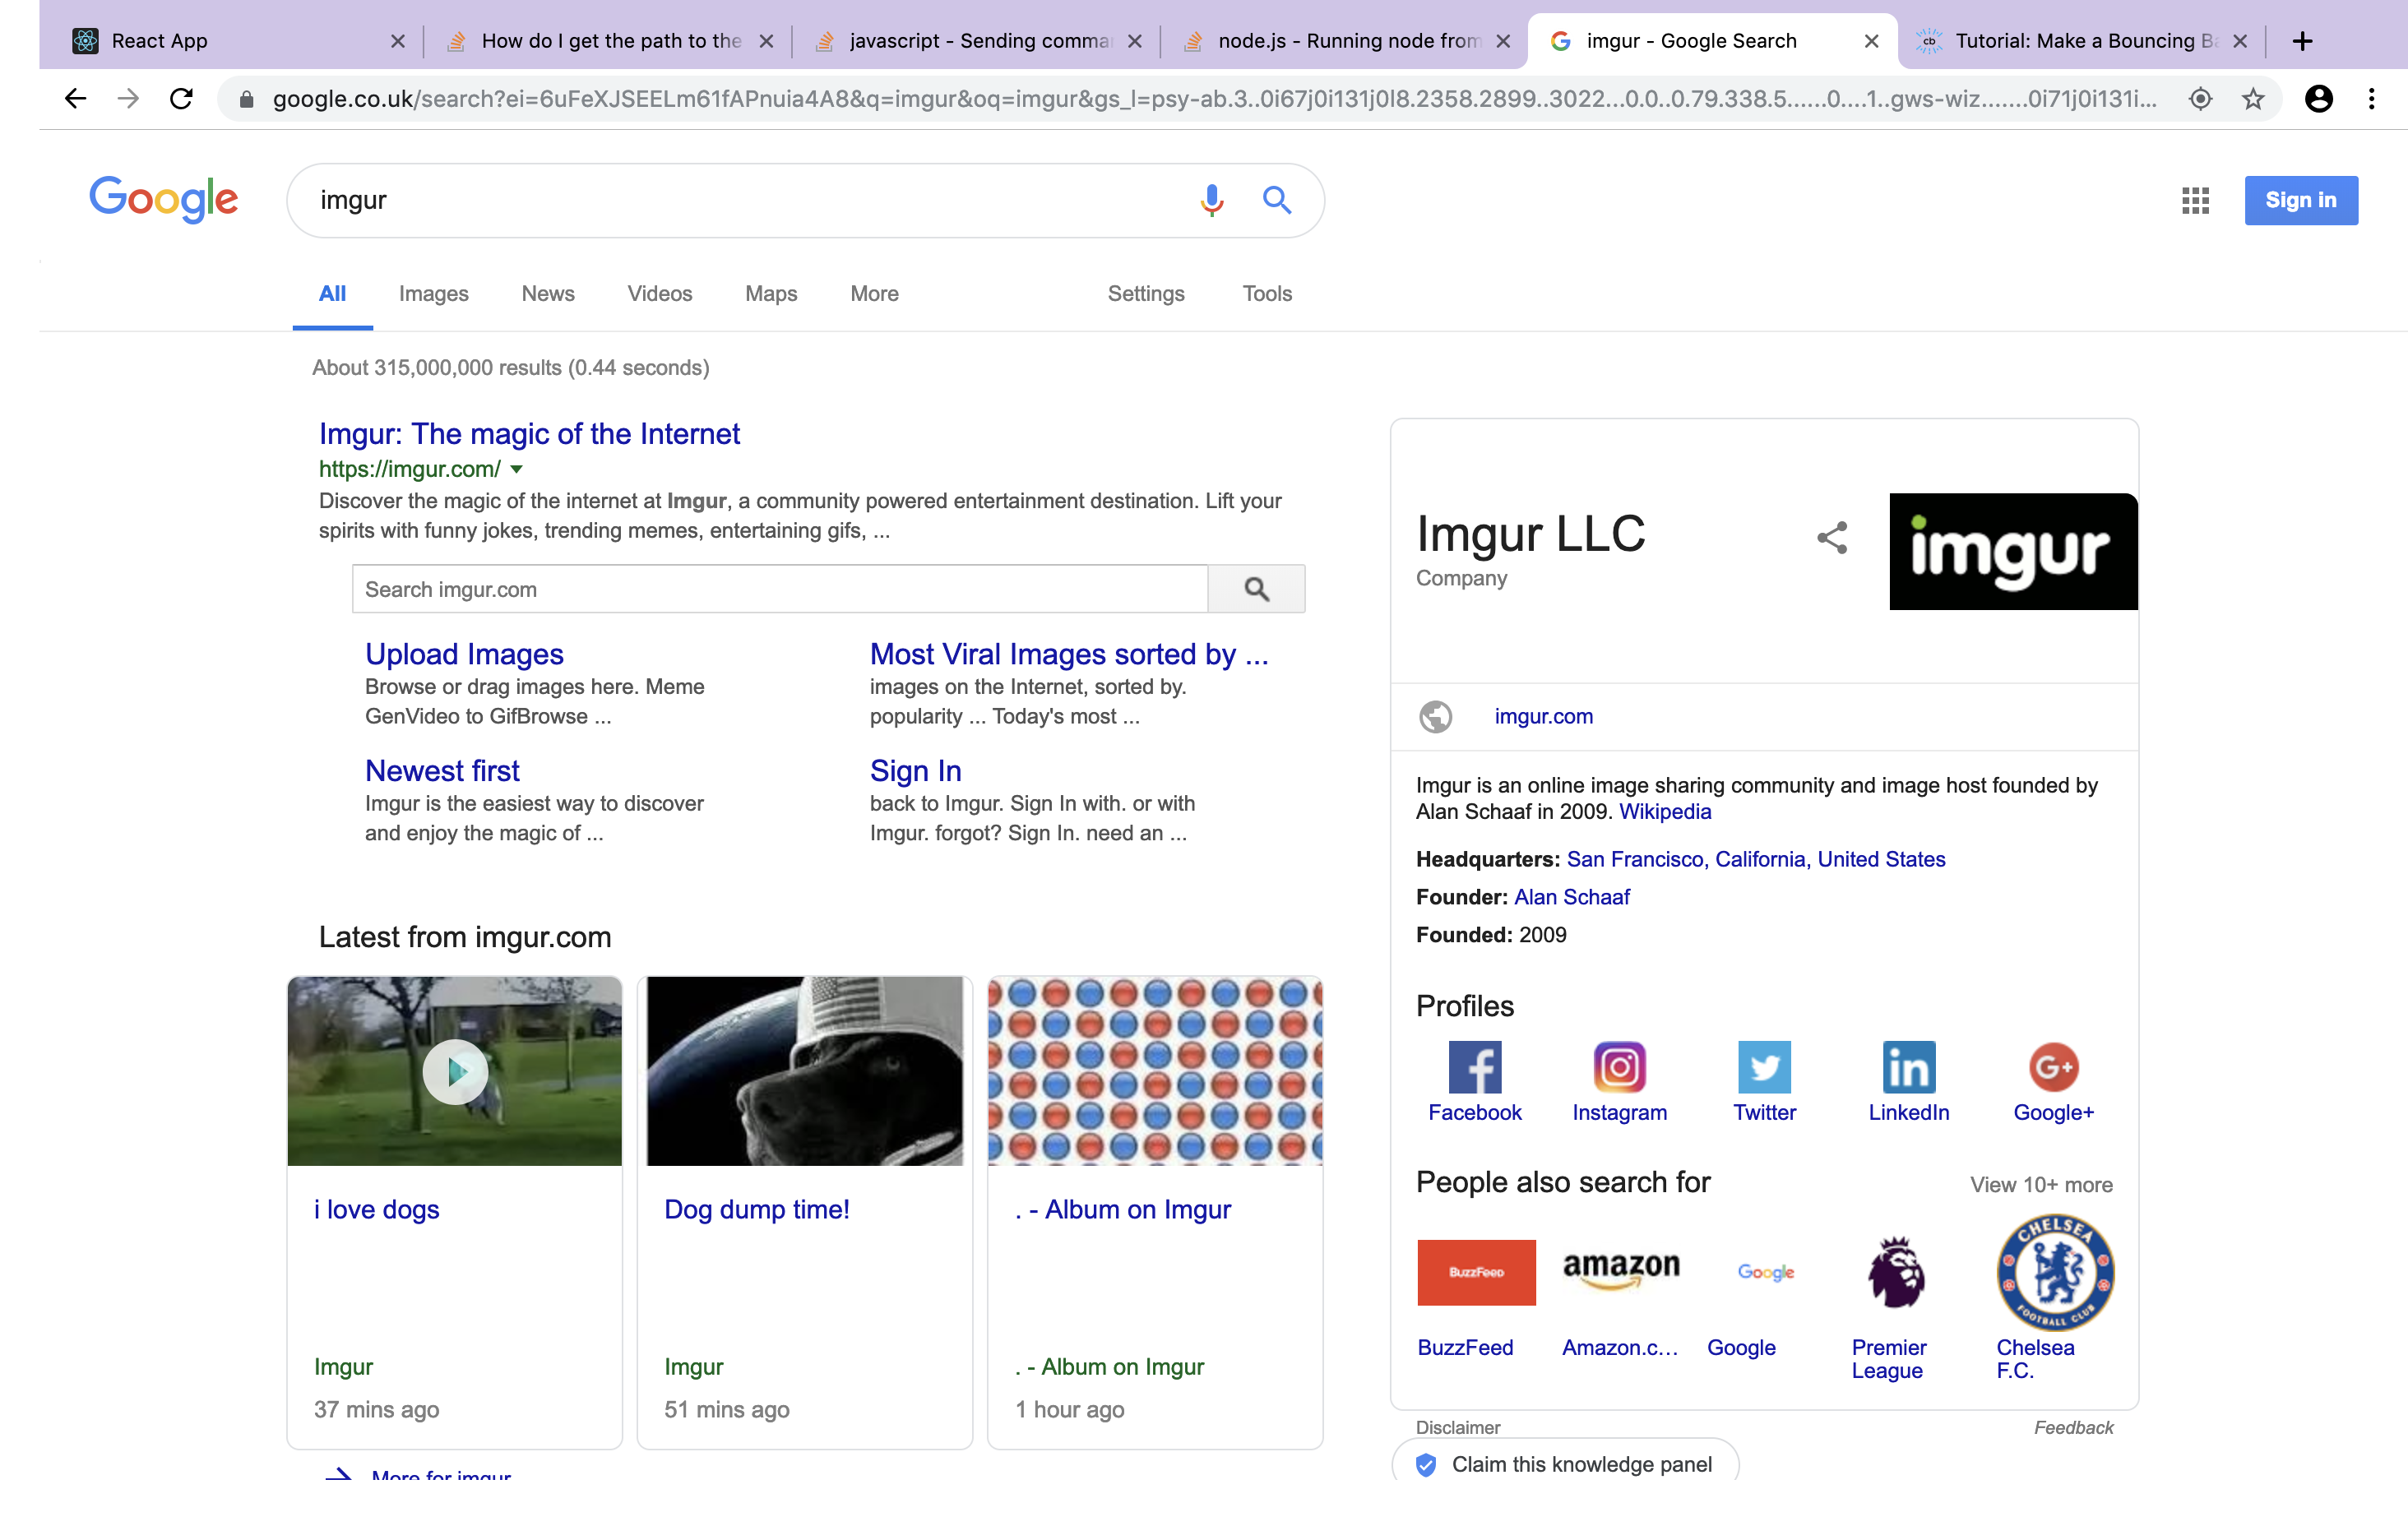 React App
How do I get the path to the
javascript - Sending comma
node.js - Running node from
imgur - Google Search
Tutorial: Make a Bouncing Ba
google.co.uk/search?ei=6uFeXJSEELm61fAPnuia4A8&q=imgur&oq=imgur&gs_l=psy-ab.3..0i67j0i131j0l8.2358.2899..3022...0.0..0.79.338.5......0....1..gws-wiz.......0i71j0i131i...
Google
imgur
Sign in
All
Images
News
Videos
Maps
More
Settings
Tools
About 315,000,000 results (0.44 seconds)
Imgur: The magic of the Internet
https://imgur.com/
Discover the magic of the internet at Imgur, a community powered entertainment destination. Lift your
spirits with funny jokes, trending memes, entertaining gifs, ...
Search imgur.com
Upload Images
Browse or drag images here. Meme
GenVideo to GifBrowse ...
Most Viral Images sorted by ...
images on the Internet, sorted by.
popularity ... Today's most ...
Newest first
Imgur is the easiest way to discover
and enjoy the magic of ...
Sign In
back to Imgur. Sign In with. or with
Imgur. forgot? Sign In. need an ...
Latest from imgur.com
i love dogs
Imgur
37 mins ago
Dog dump time!
Imgur
51 mins ago
. - Album on Imgur
. - Album on Imgur
1 hour ago
More for imgur
Imgur LLC
Company
imgur
imgur.com
Imgur is an online image sharing community and image host founded by
Alan Schaaf in 2009. Wikipedia
Headquarters: San Francisco, California, United States
Founder: Alan Schaaf
Founded: 2009
Profiles
Facebook
Instagram
Twitter
LinkedIn
Google+
People also search for
View 10+ more
BuzzFeed
amazon
Google
CHELSEA
FOOTBALL CLUB
BuzzFeed
Amazon.c...
Google
Premier
League
Chelsea
F.C.
Disclaimer
Feedback
Claim this knowledge panel